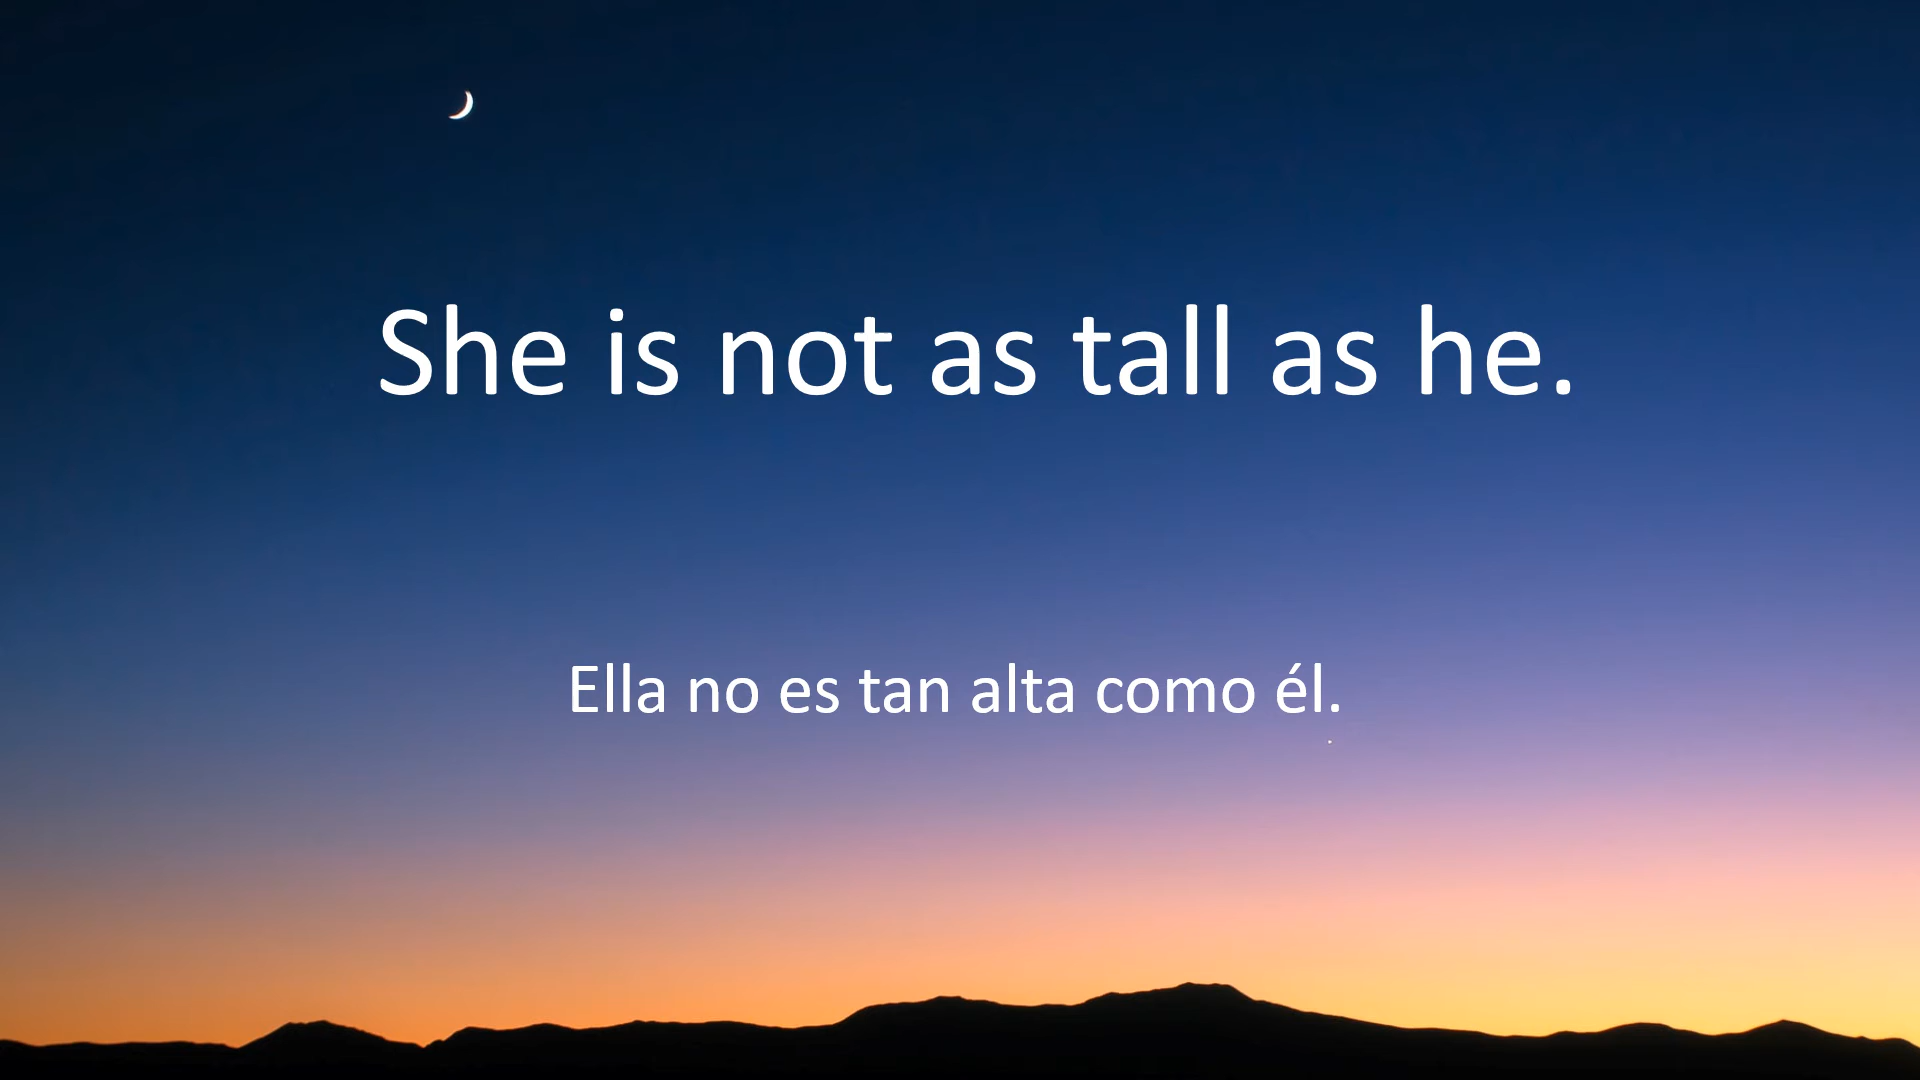 She is not as tall as he.
Ella no es tan alta como él.